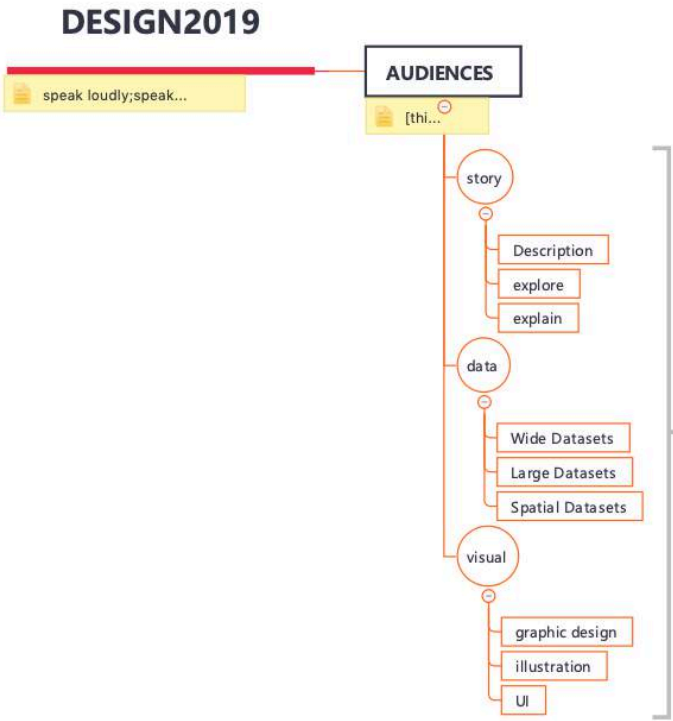 DESIGN2019
AUDIENCES
speak loudly;speak...
[thi...
story
Description
explore
explain
data
Wide Datasets
Large Datasets
Spatial Datasets
visual
graphic design
illustration
UI